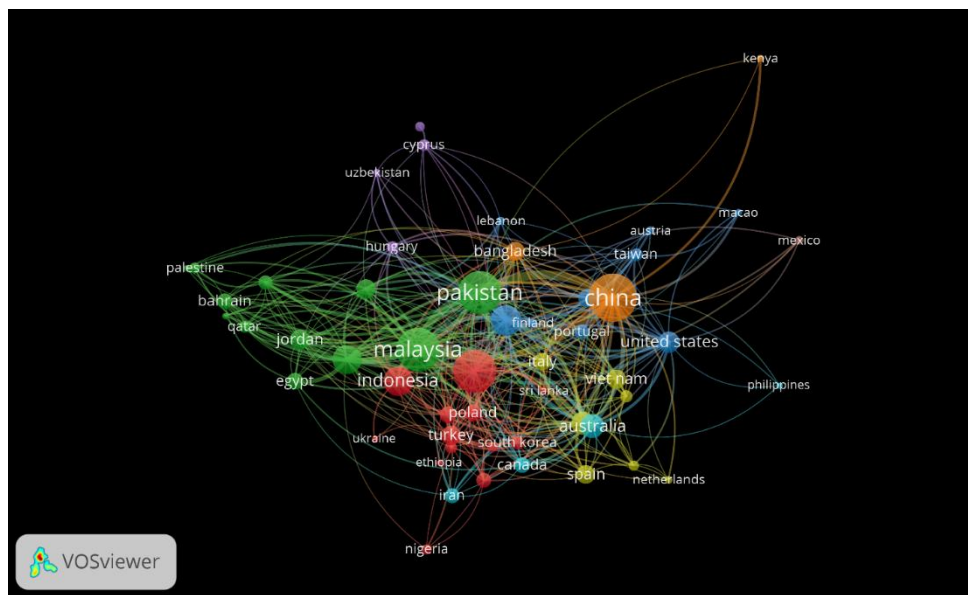 kenya
cyprus
uzbekistan
macao
lebanon
austria
mexico
hungary
bangladesh
taiwan
palestine
pakistan
china
bahrain
qatar
finland
portugal
jordan
malaysia
united states
italy
egypt
indonesia
viet nam
philippines
sri lanka
poland
australia
ukraine
turkey
south korea
ethiopia
canada
spain
netherlands
iran
nigeria
VOSviewer